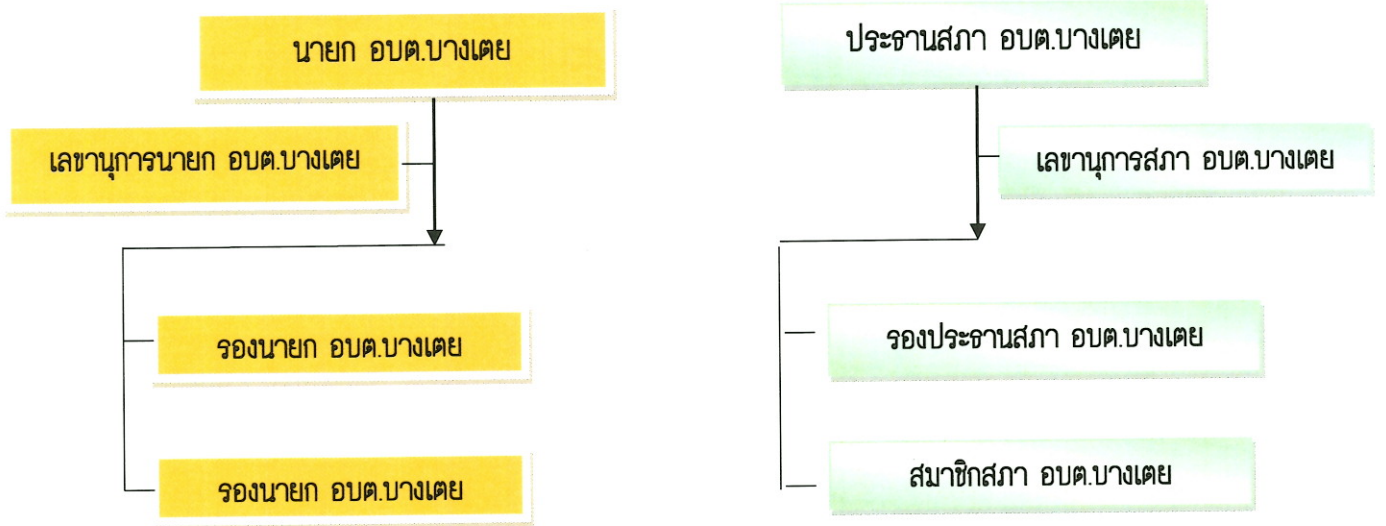 นายก อบต.บางเตย
เลขานุการนายก อบต.บางเตย
รองนายก อบต.บางเตย
รองนายก อบต.บางเตย
ประธานสภา อบต.บางเตย
เลขานุการสภา อบต.บางเตย
รองประธานสภา อบต.บางเตย
สมาชิกสภา อบต.บางเตย